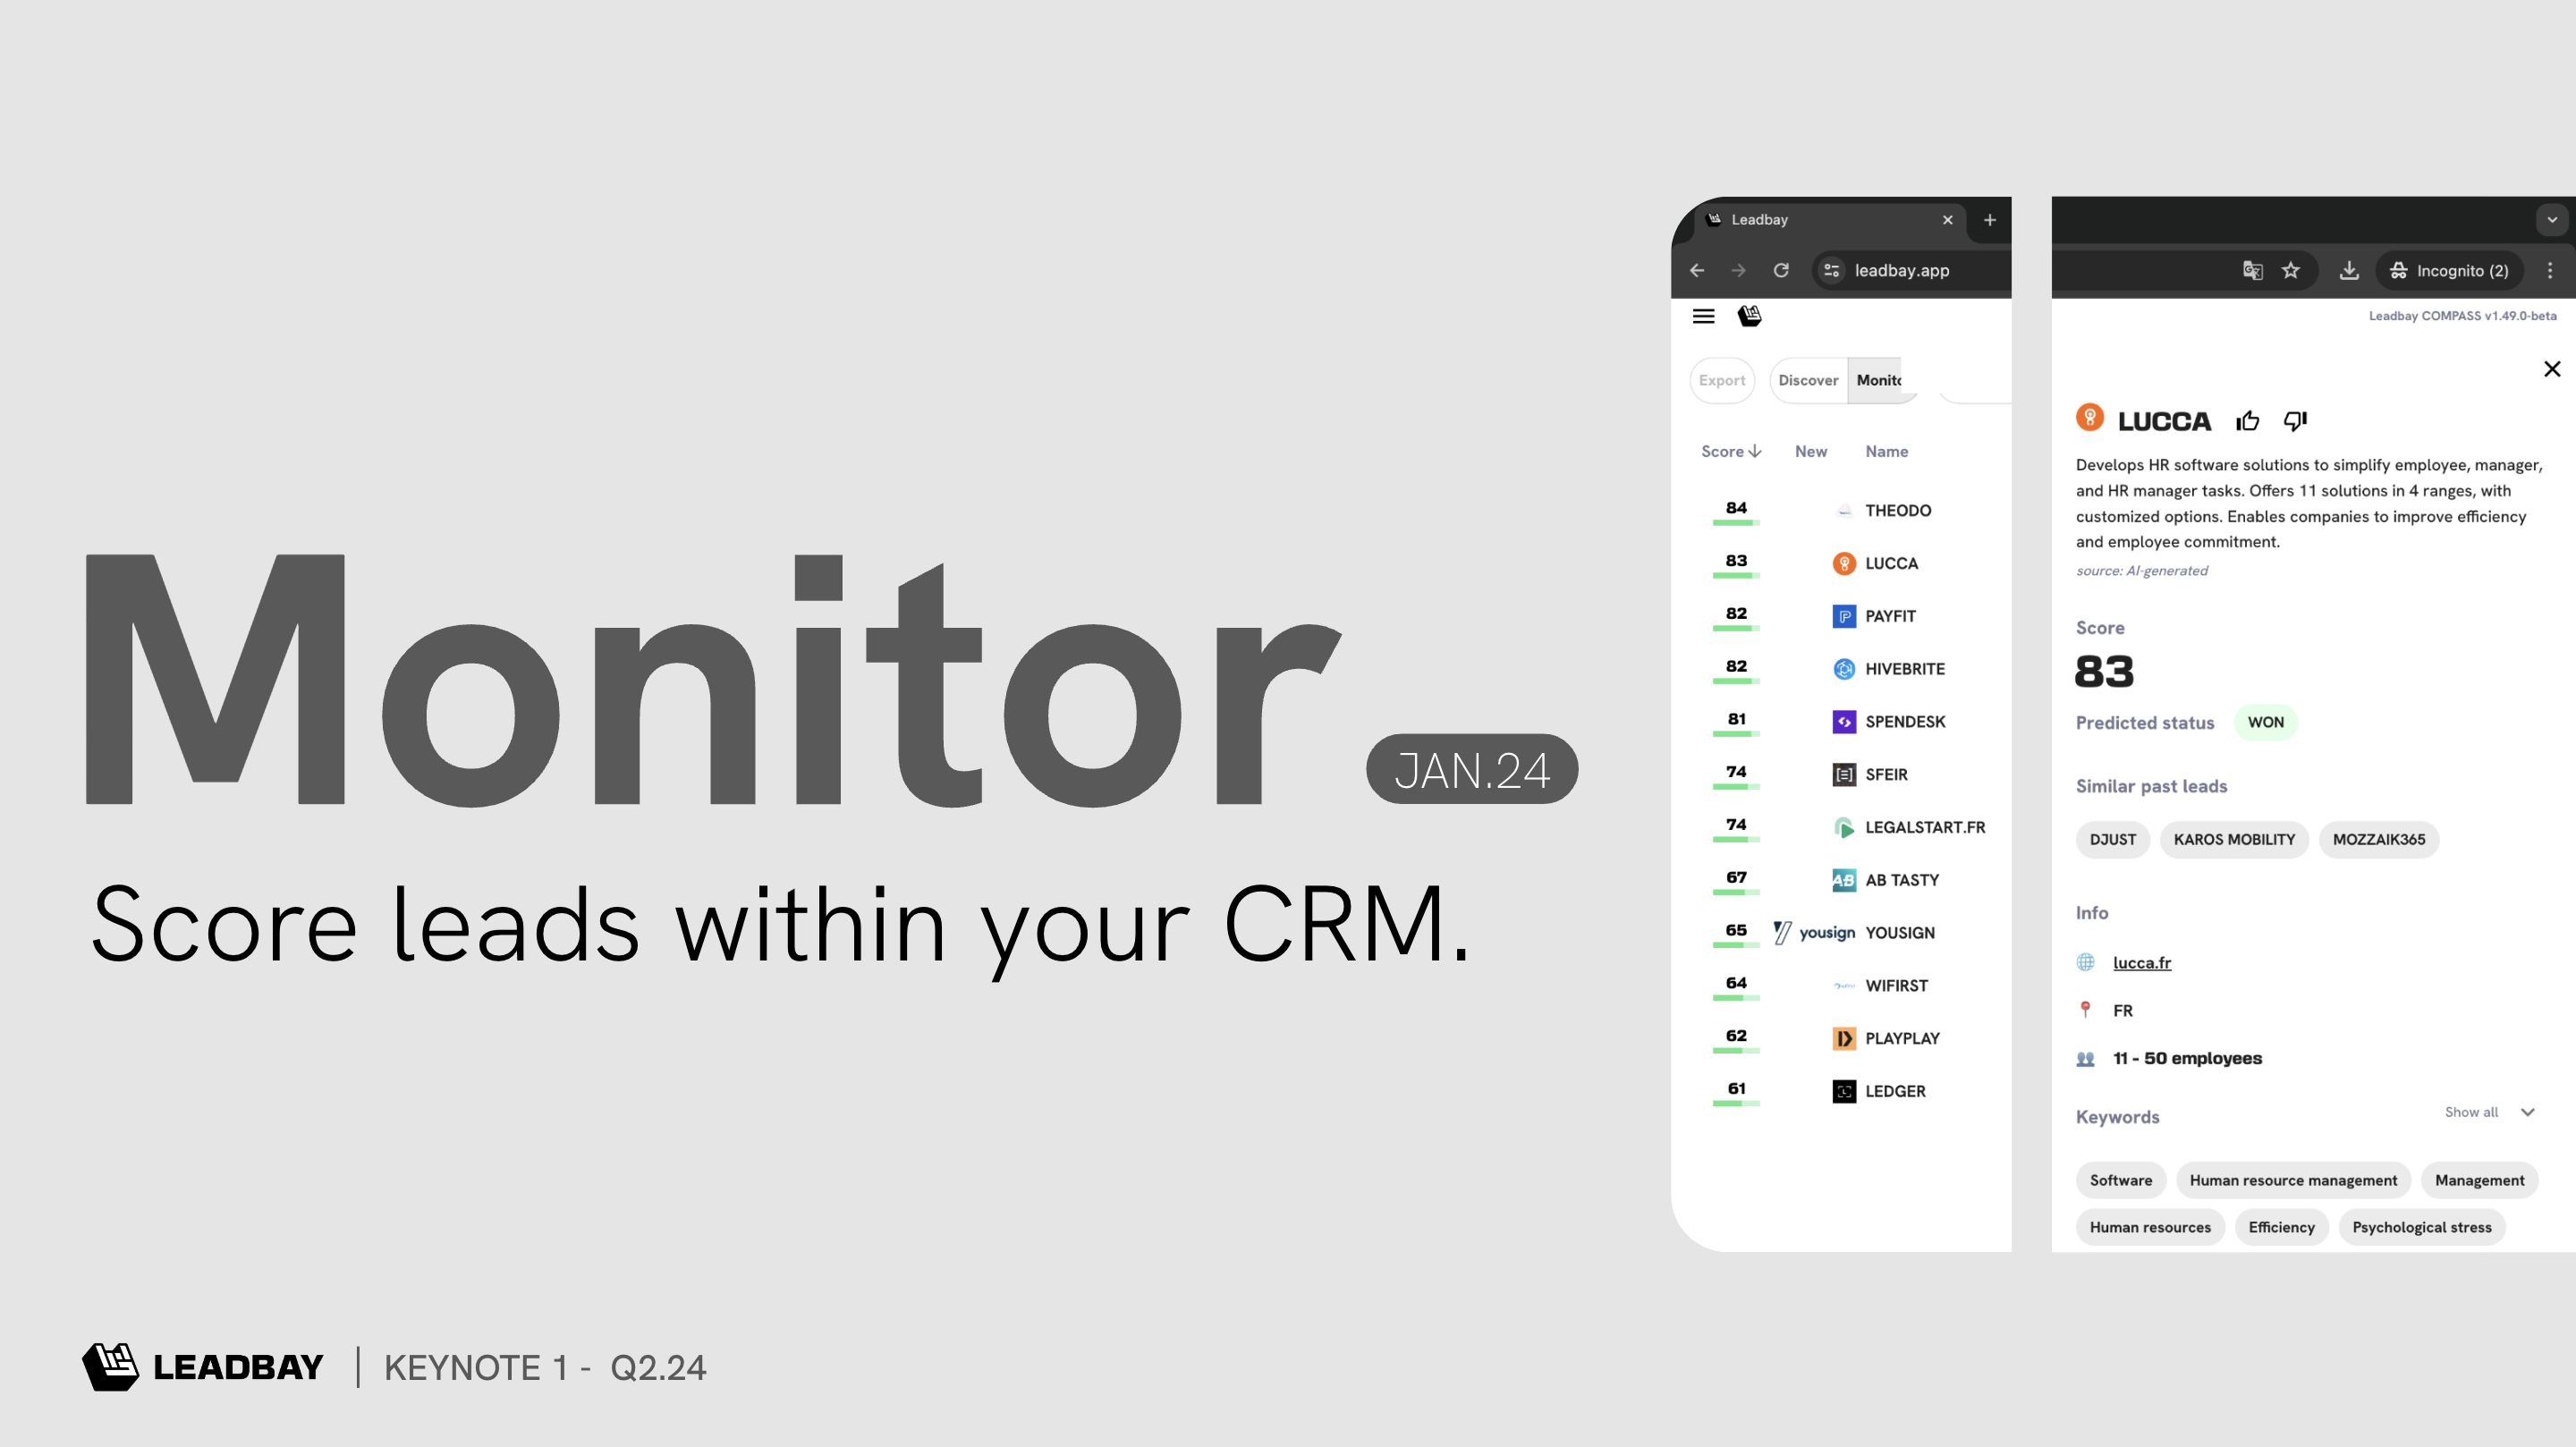 Monitor
JAN.24
Score leads within your CRM.
LEADBAY | KEYNOTE 1 - Q2.24
Leadbay
leadbay.app
Export
Discover
Monito
Score
New
Name
84 THEODO
83 LUCCA
82 PAYFIT
82 HIVEBRITE
81 SPENDESK
74 SFEIR
74 LEGALSTART.FR
67 AB AB TASTY
65 yousign YOUSIGN
64 WIFIRST
62 PLAYPLAY
61 LEDGER
Incognito (2)
Leadbay COMPASS v1.49.0-beta
LUCCA
Develops HR software solutions to simplify employee, manager,
and HR manager tasks. Offers 11 solutions in 4 ranges, with
customized options. Enables companies to improve efficiency
and employee commitment.
source: AI-generated
Score
83
Predicted status WON
Similar past leads
DJUST KAROS MOBILITY MOZZAIK365
Info
lucca.fr
FR
11 - 50 employees
Keywords Show all
Software Human resource management Management
Human resources Efficiency Psychological stress